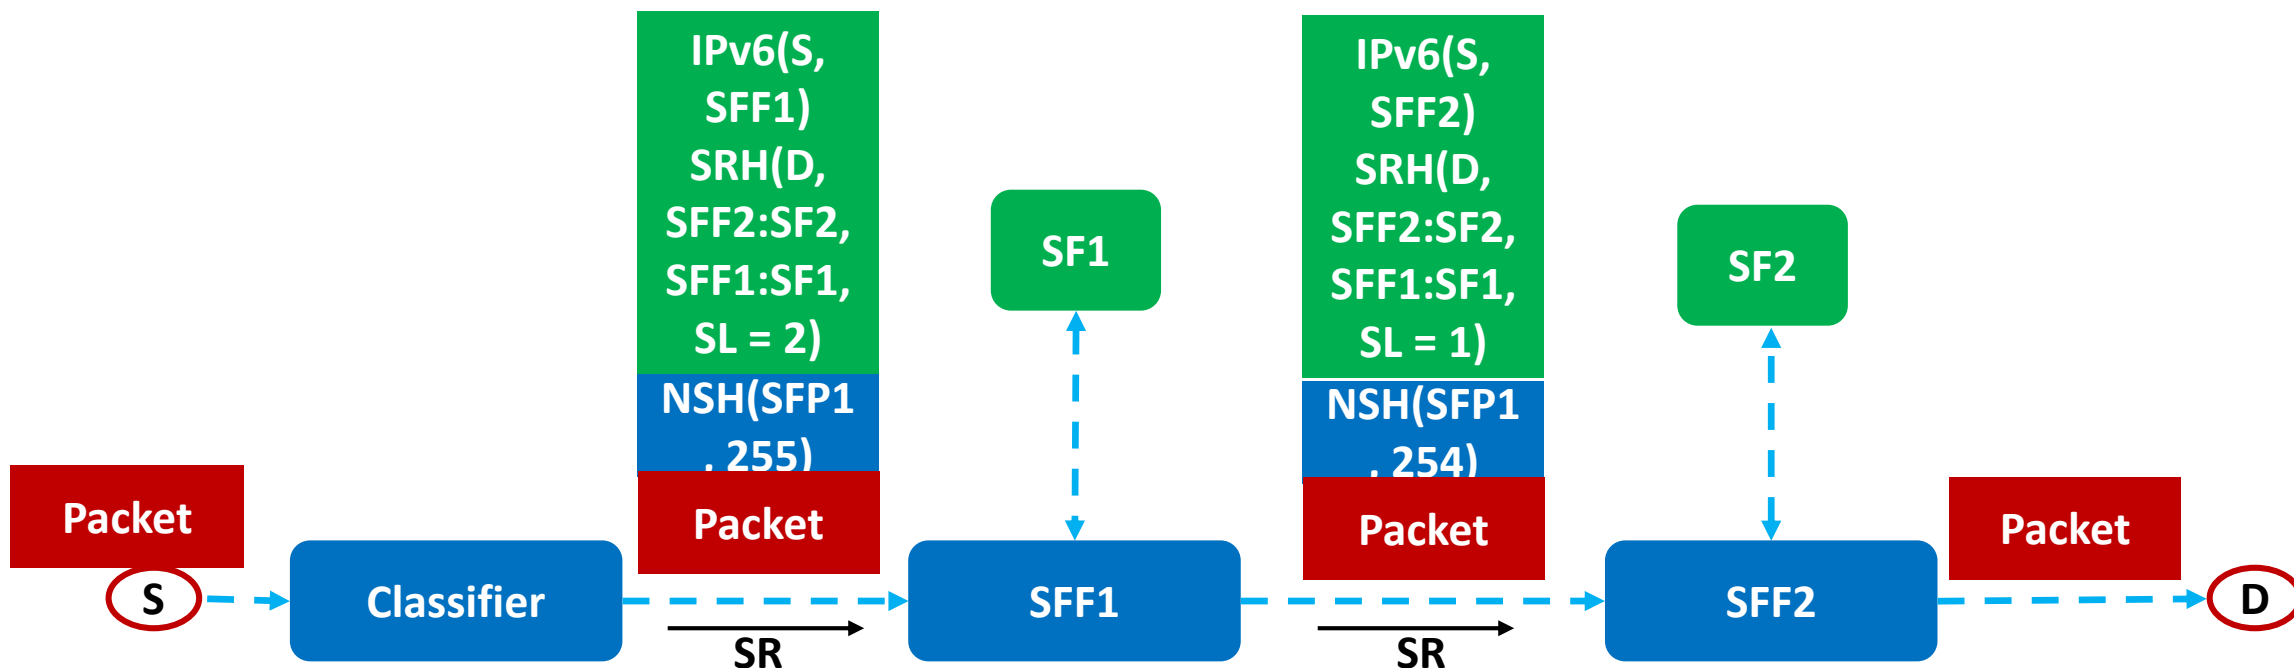 IPv6(S,
SFF1)
SRH(D,
SFF2:SF2,
SFF1:SF1,
SL = 2)
NSH(SFP1
, 255)
Packet
IPv6(S,
SFF2)
SRH(D,
SFF2:SF2,
SFF1:SF1,
SL = 1)
NSH(SFP1
, 254)
Packet
SF1
SF2
Packet
Packet
S
Classifier
SFF1
SFF2
D
SR
SR